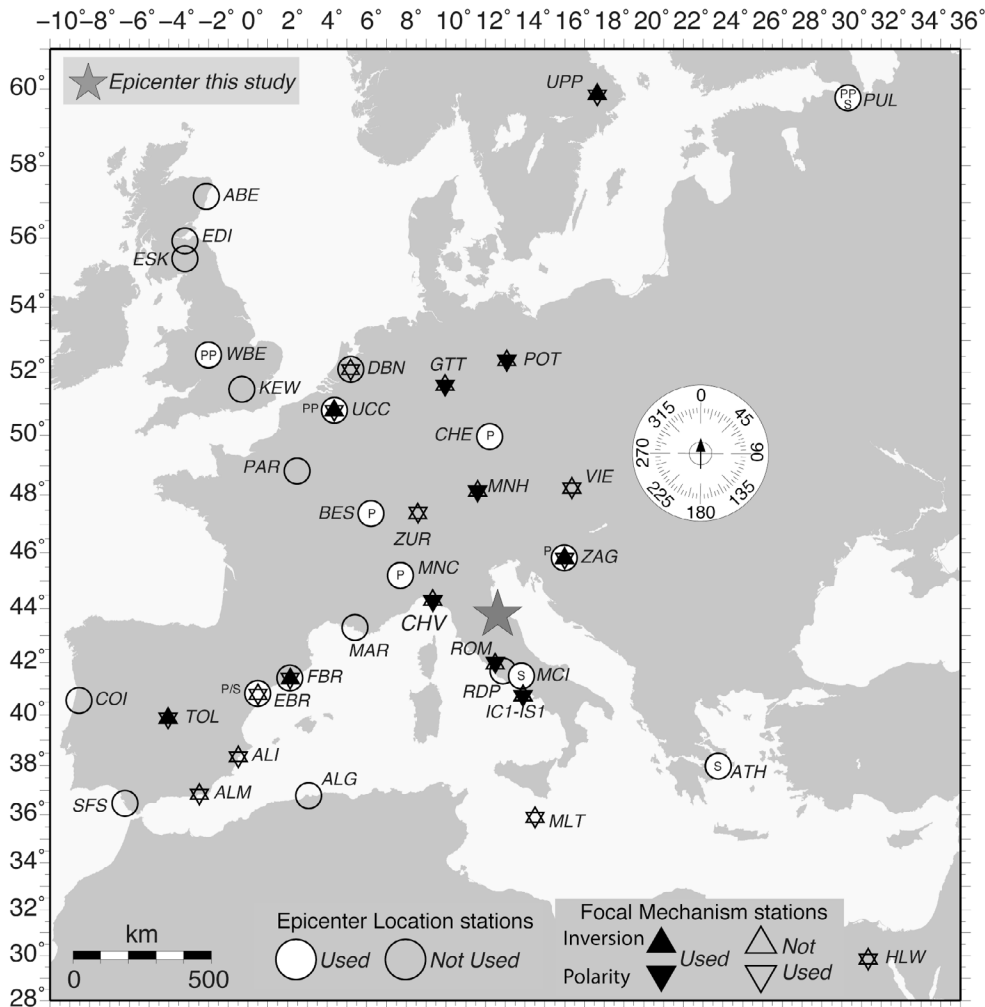 −10° −8° −6° −4° −2° 0° 2° 4° 6° 8° 10° 12° 14° 16° 18° 20° 22° 24° 26° 28° 30° 32° 34° 36°
60°
Epicenter this study
UPP
PP
S
PUL
58°
ABE
56°
EDI
ESK
54°
PP
WBE
52°
DBN
GTT
POT
KEW
PP
UCC
0
45
90
135
180
225
270
315
50°
CHE
P
PAR
48°
MNH
VIE
BES
P
ZUR
46°
P
ZAG
P
MNC
44°
CHV
MAR
42°
ROM
FBR
S
MCI
RDP
P/S
EBR
IC1-IS1
COI
40°
TOL
38°
ALI
S
ATH
ALG
ALM
SFS
36°
MLT
34°
32°
Epicenter Location stations
Used
Not Used
Focal Mechanism stations
Inversion
Polarity
Used
Not
Used
km
0 500
30°
HLW
28°